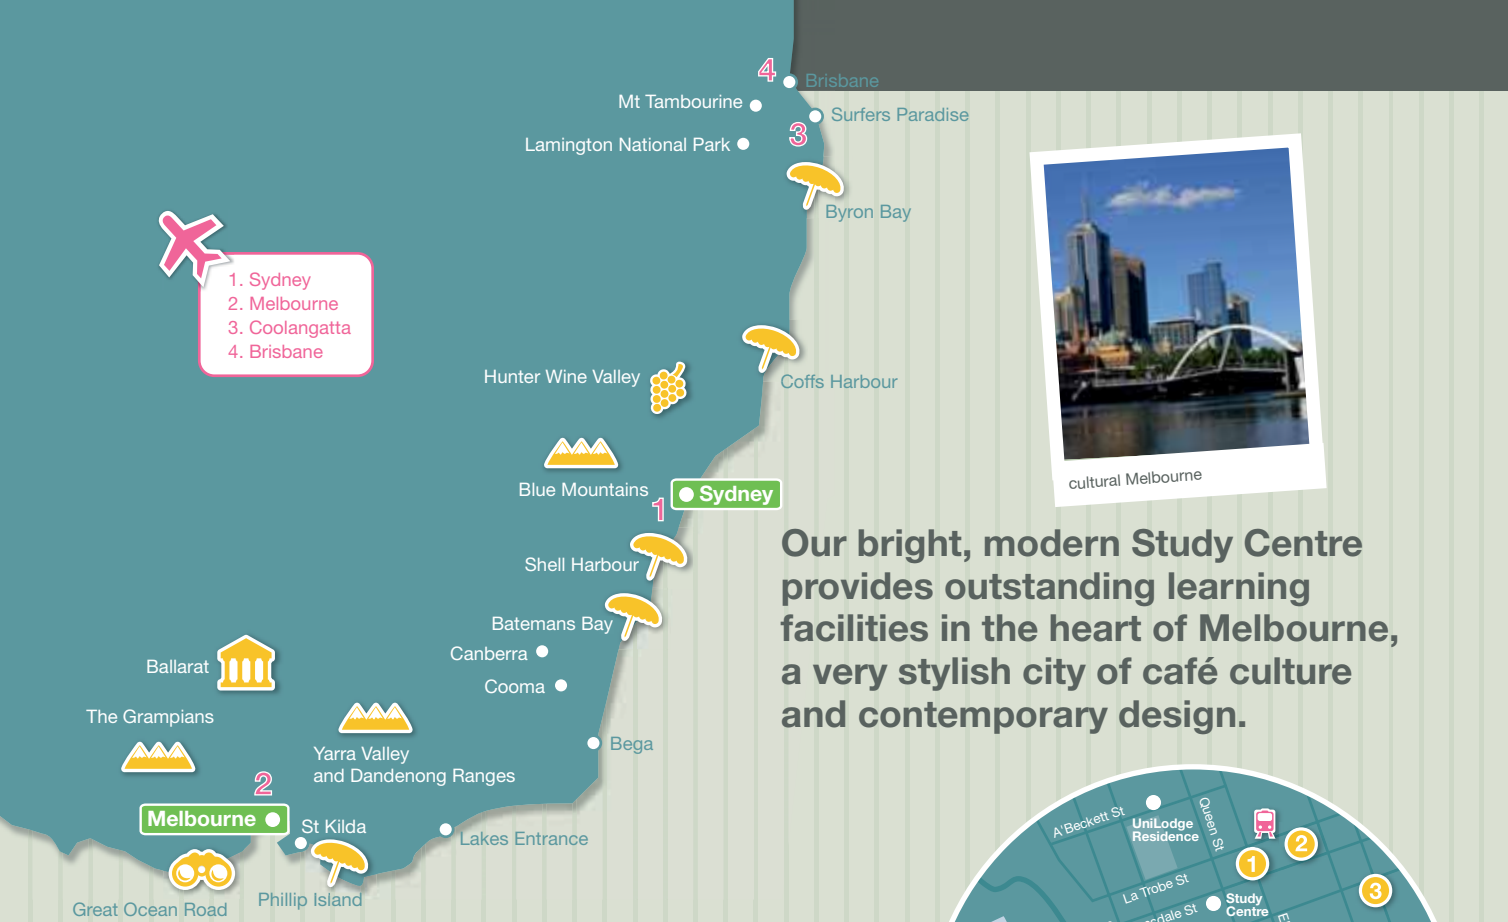 4
Brisbane
Mt Tambourine
Surfers Paradise
3
Lamington National Park
Byron Bay
1. Sydney
2. Melbourne
3. Coolangatta
4. Brisbane
Hunter Wine Valley
Coffs Harbour
Blue Mountains
1
Sydney
cultural Melbourne
Shell Harbour
Batemans Bay
Canberra
Cooma
Bega
Ballarat
The Grampians
Yarra Valley
and Dandenong Ranges
2
Melbourne
St Kilda
Lakes Entrance
Phillip Island
Great Ocean Road
Our bright, modern Study Centre
provides outstanding learning
facilities in the heart of Melbourne,
a very stylish city of café culture
and contemporary design.
A'Beckett St
UniLodge
Residence
Queen St
1
2
3
La Trobe St
Study
Centre